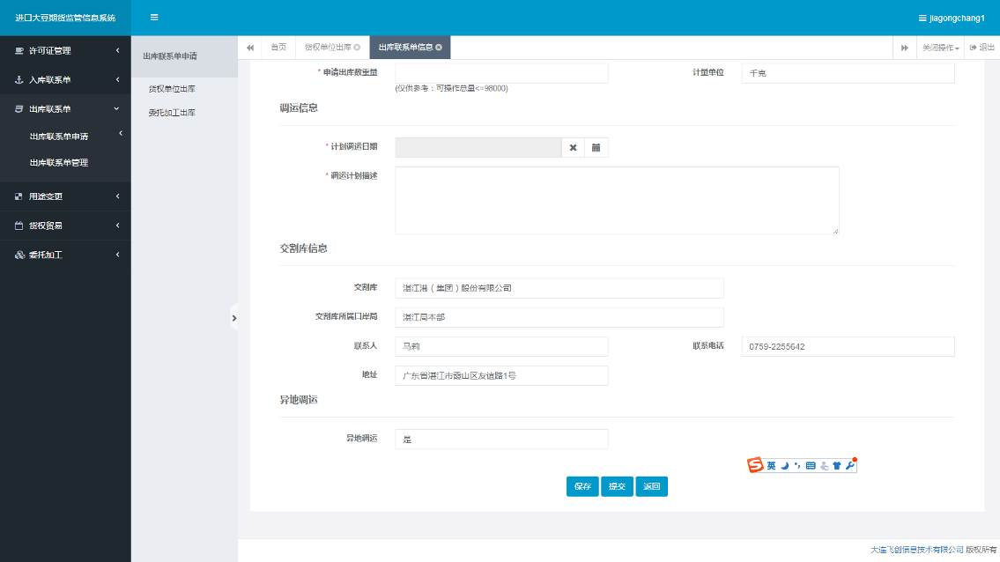 进口大豆期货监管信息系统
jiagongchang1
许可证管理
入库联系单
出库联系单
出库联系单申请
出库联系单管理
用途变更
货权贸易
委托加工
出库联系单申请
货权单位出库
委托加工出库
首页
货权单位出库
出库联系单信息
关闭操作
退出
* 申请出库数重量
计量单位
千克
(仅供参考：可操作总量<=98000)
调运信息
* 计划调运日期
* 调运计划描述
交割库信息
交割库
湛江港（集团）股份有限公司
交割库所属口岸局
湛江局本部
联系人
马莉
联系电话
0759-2255642
地址
广东省湛江市霞山区友谊路1号
异地调运
异地调运
是
英
保存
提交
返回
大连飞创信息技术有限公司 版权所有